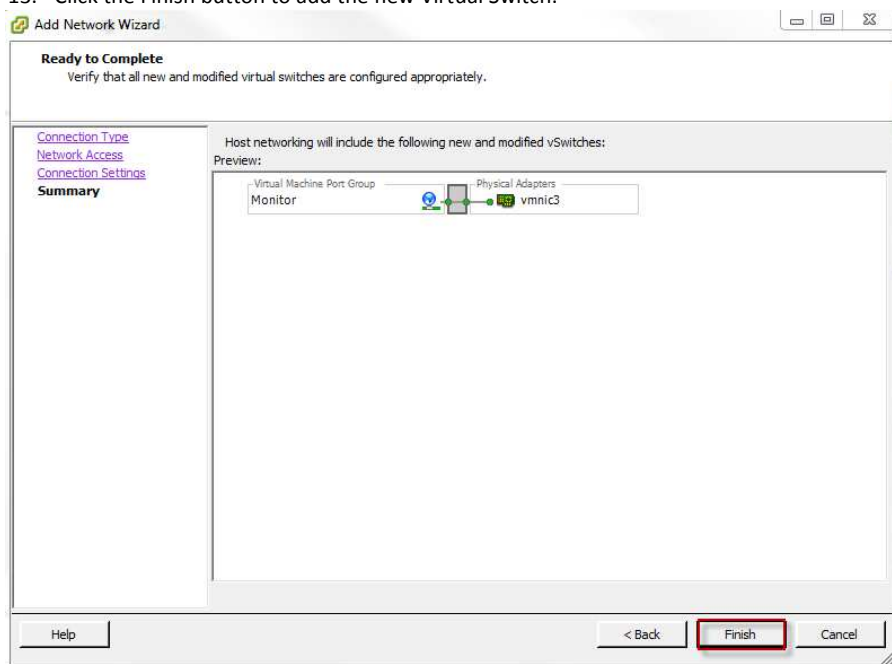 13. Click the Finish button to add the new Virtual Switch.
Add Network Wizard
Ready to Complete
Verify that all new and modified virtual switches are configured appropriately.
Connection Type
Network Access
Connection Settings
Summary
Host networking will include the following new and modified vSwitches:
Preview:
Virtual Machine Port Group
Physical Adapters
Monitor
vmnic3
Help
< Back
Finish
Cancel